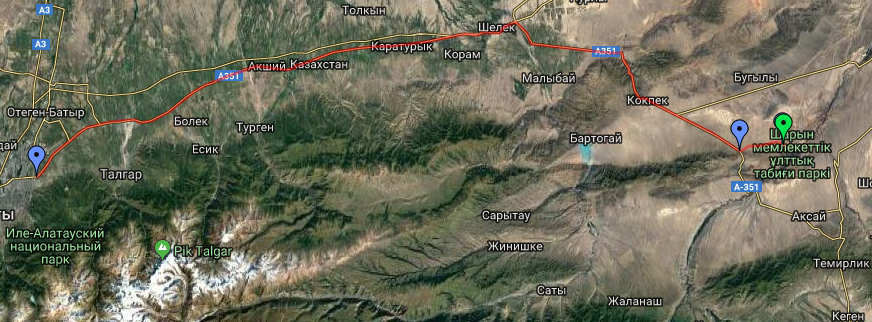 A3
Толкын
Шелек
A3
Каратурык
Корам
A351
Акший
Казахстан
A351
Малыбай
Бугылы
Кокпек
Отеген-Батыр
Болек
Турген
Бартогай
Есик
Талгар
Шарын
мемлекеттік
ұлттық
табиғи паркі
A-351
Аксай
Сарытау
Иле-Алатауский
национальный
парк
Pik Talgar
Жинишке
Темирлик
Саты
Жаланаш
Кеген